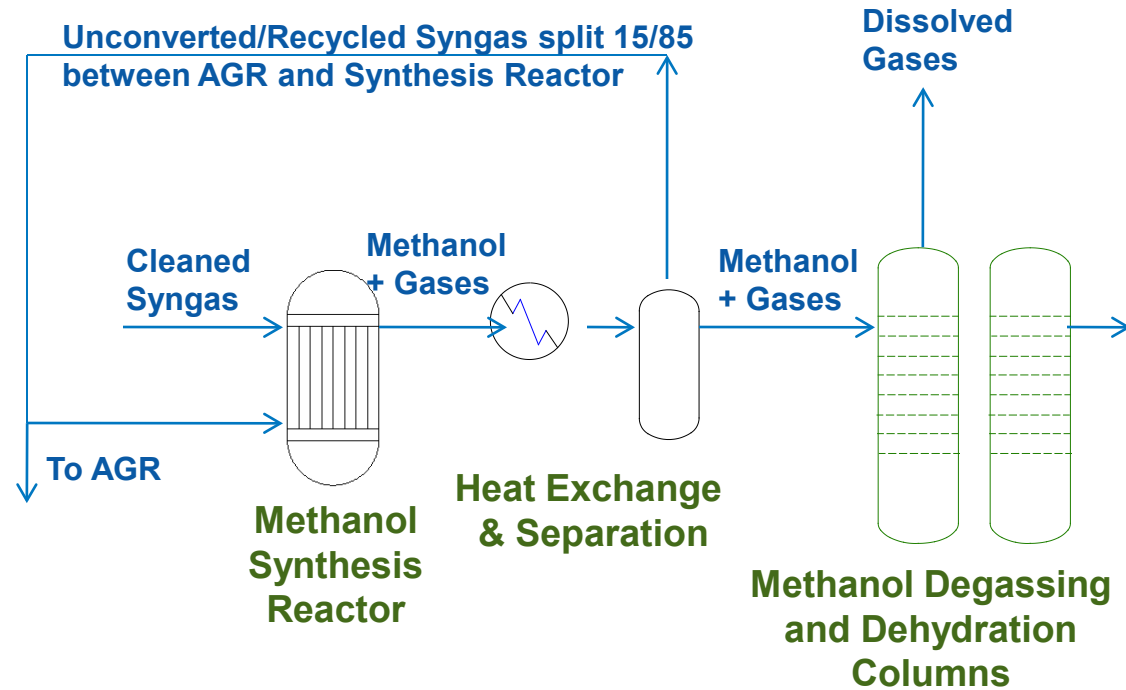 Unconverted/Recycled Syngas split 15/85
between AGR and Synthesis Reactor
Dissolved
Gases
Cleaned
Syngas
Methanol
+ Gases
Methanol
+ Gases
To AGR
Methanol
Synthesis
Reactor
Heat Exchange
& Separation
Methanol Degassing
and Dehydration
Columns